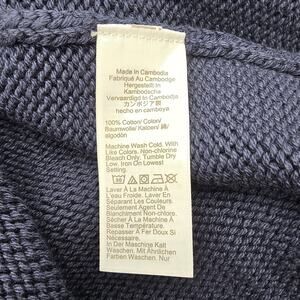 Made In Cambodia
Fabriqué Au Cambodge
Hergestellt In
Kambodscha
Vervaardigd In Cambodja
カンボジア製
hecho en camboya
100% Cotton/ Coton/
Baumwolle/ Katoen/ 綿/
algodón
Machine Wash Cold. With
Like Colors. Non-chlorine
Bleach Only. Tumble Dry
Low. Iron On Lowest
Setting
Laver À La Machine À
L'eau Froide. Laver En
Séparant Les Couleurs.
Seulement Agent De
Blanchiment Non-Chloré.
Sécher À La Machine À
Basse Température.
Repasser À Fer Doux Si
Nécessaire
In Der Maschine Kalt
Waschen. Mit Ähnlichen
Farben Waschen. Nur